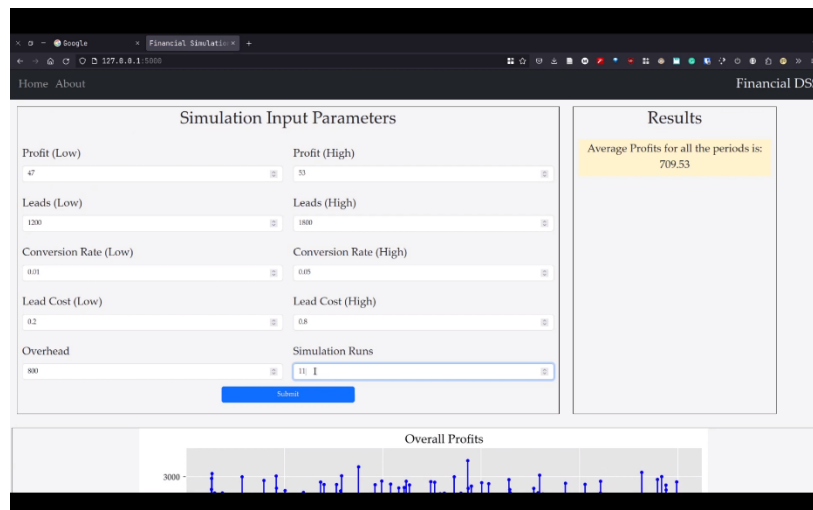 Google
Financial Simulatio
127.0.0.1:5000
Home About
Financial DS
Simulation Input Parameters
Profit (Low)
Profit (High)
47
53
Leads (Low)
Leads (High)
1200
1800
Conversion Rate (Low)
Conversion Rate (High)
0.01
0.05
Lead Cost (Low)
Lead Cost (High)
0.2
0.8
Overhead
Simulation Runs
800
11
Submit
Results
Average Profits for all the periods is:
709.53
Overall Profits
3000